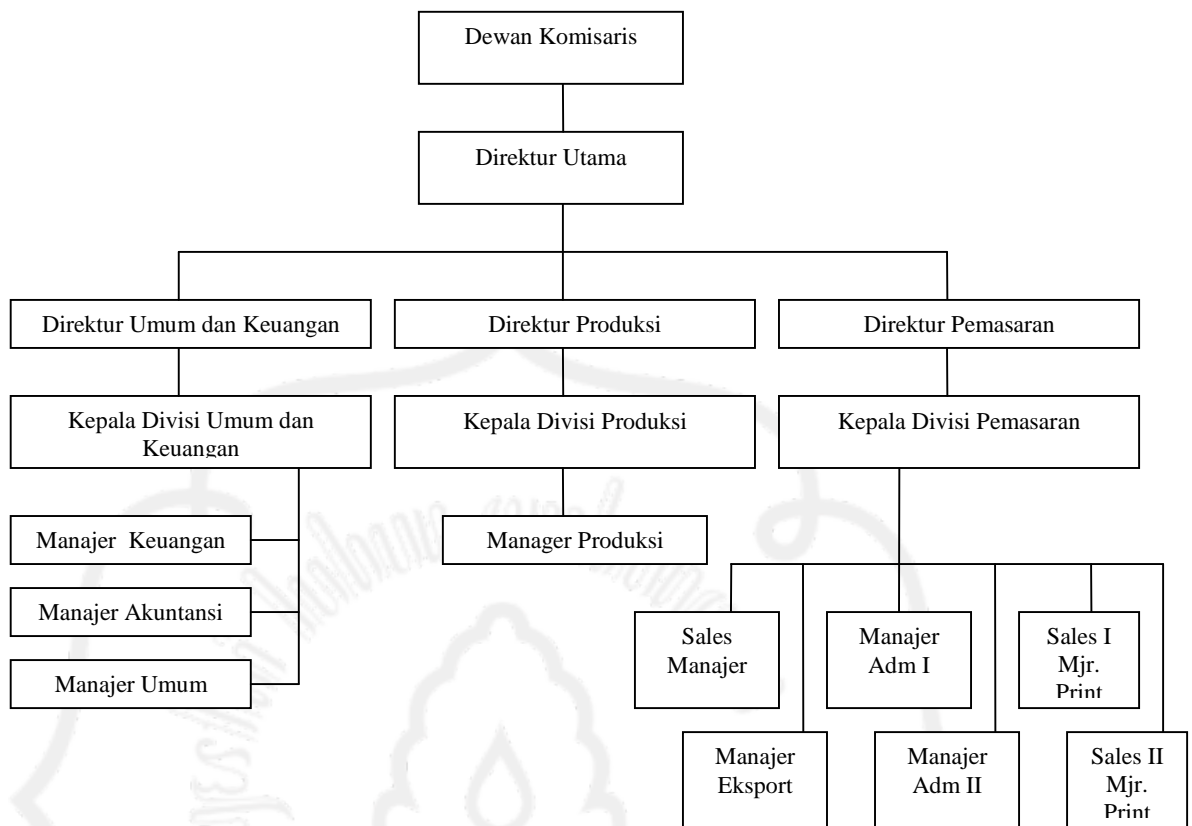 Dewan Komisaris
Direktur Utama
Direktur Umum dan Keuangan
Direktur Produksi
Direktur Pemasaran
Kepala Divisi Umum dan
Keuangan
Kepala Divisi Produksi
Kepala Divisi Pemasaran
Manajer Keuangan
Manager Produksi
Manajer Akuntansi
Manajer Umum
Sales
Manajer
Manajer
Adm I
Sales I
Mjr.
Print
Manajer
Eksport
Manajer
Adm II
Sales II
Mjr.
Print